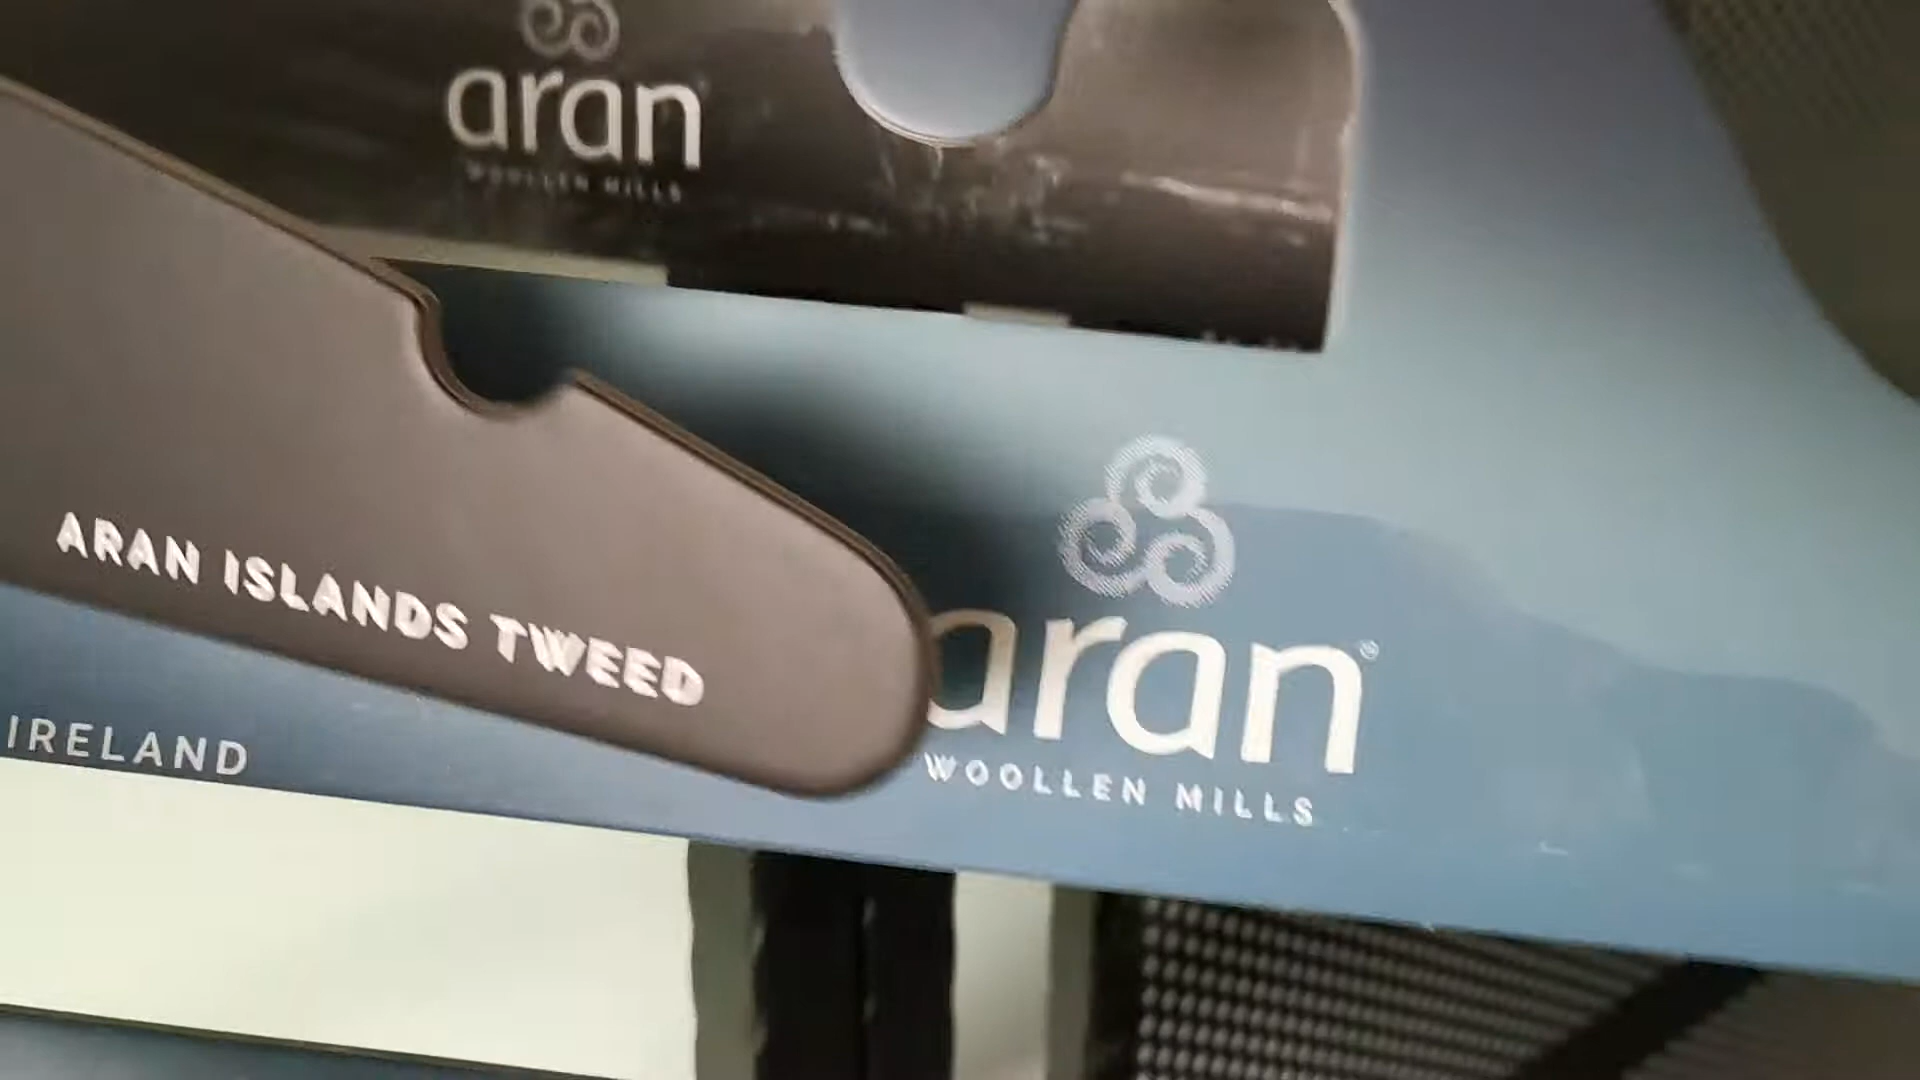 aran
WOOLLEN MILLS
ARAN ISLANDS TWEED
IRELAND
aran®
WOOLLEN MILLS